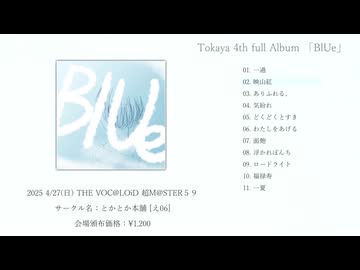 Tokaya 4th full Album 「BlUe」
BlUe
01. 一過
02. 映山紅
03. ありふれる、
04. 気紛れ
05. どくどくとすき
06. わたしをあげる
07. 面皰
08. 浮かればんち
09. ロードライト
10. 福禄寿
11. 一夏
2025 4/27(日) THE VOC@LOiD 超M@STER５９
サークル名：とかとか本舗 [え06]
会場頒布価格：¥1,200